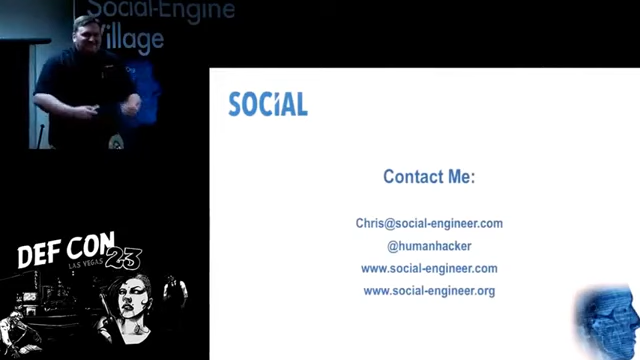 Social-Engine
Village
SOCIAL
Contact Me:
Chris@social-engineer.com
@humanhacker
www.social-engineer.com
www.social-engineer.org
DEF CON
LAS VEGAS 23